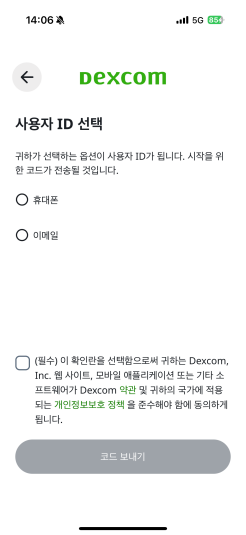 14:06
5G
85
Dexcom
사용자 ID 선택
귀하가 선택하는 옵션이 사용자 ID가 됩니다. 시작을 위
한 코드가 전송될 것입니다.
휴대폰
이메일
(필수) 이 확인란을 선택함으로써 귀하는 Dexcom,
Inc. 웹 사이트, 모바일 애플리케이션 또는 기타 소
프트웨어가 Dexcom 약관 및 귀하의 국가에 적용
되는 개인정보보호 정책 을 준수해야 함에 동의하게
됩니다.
코드 보내기